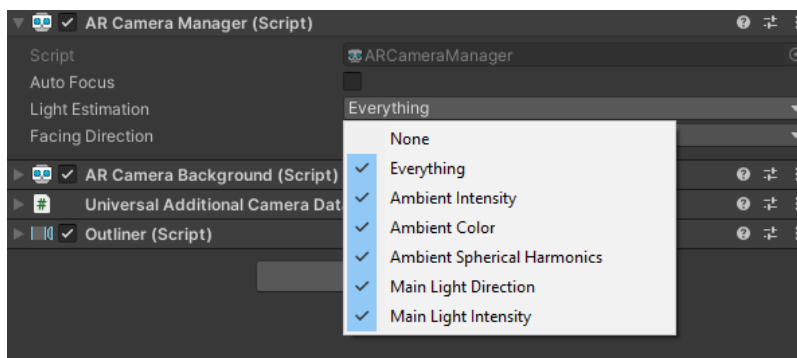 AR Camera Manager (Script)
Script
ARCameraManager
Auto Focus
Light Estimation
Everything
Facing Direction
None
Everything
Ambient Intensity
Ambient Color
Ambient Spherical Harmonics
Main Light Direction
Main Light Intensity
AR Camera Background (Script)
# Universal Additional Camera Dat
Outliner (Script)